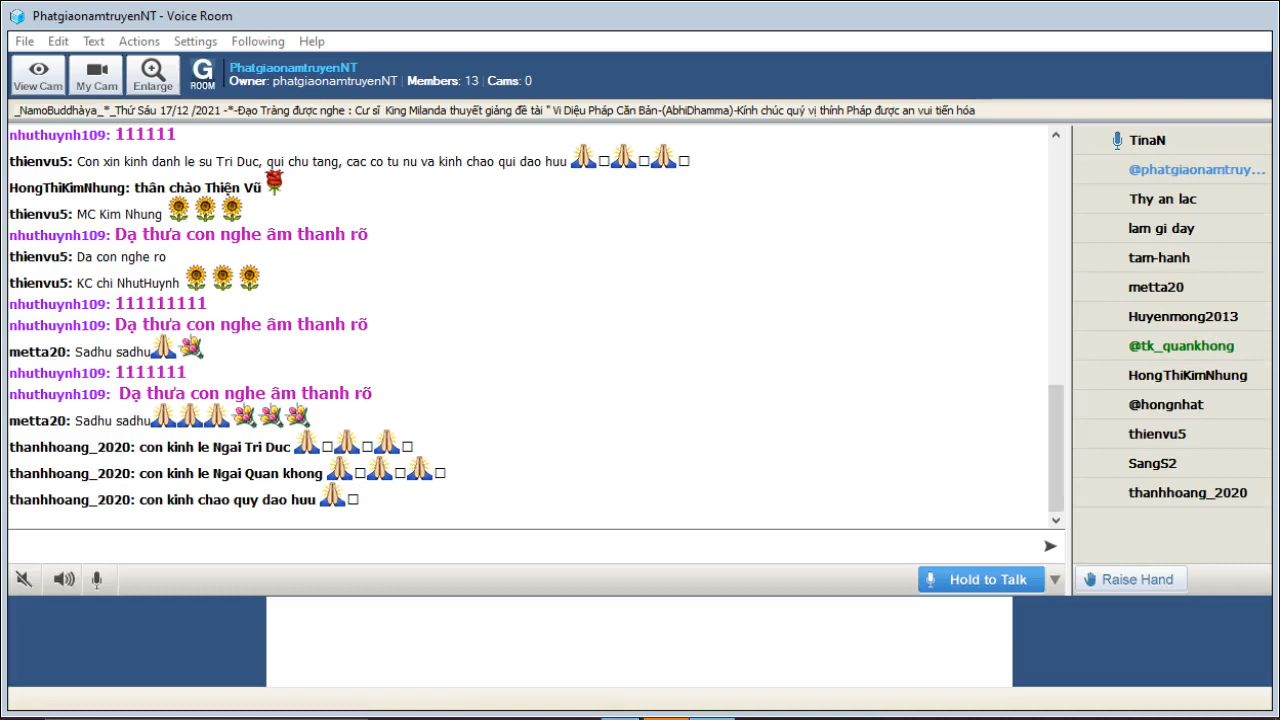 PhatgiaonamtruyenNT - Voice Room
File Edit Text Actions Settings Following Help
View Cam My Cam Enlarge G ROOM
PhatgiaonamtruyenNT
Owner: phatgiaonamtruyenNT Members: 13 Cams: 0
_NamoBuddhàya_*_Thứ Sáu 17/12 /2021 -*-Đạo Tràng được nghe : Cư sĩ King Milanda thuyết giảng đề tài " Vi Diệu Pháp Căn Bản-(AbhiDhamma)-Kính chúc quý vị thính Pháp được an vui tiến hóa
nhuthuynh109: 111111
thienvu5: Con xin kinh danh le su Tri Duc, qui chu tang, cac co tu nu va kinh chao qui dao huu
HongThiKimNhung: thân chào Thiện Vũ
thienvu5: MC Kim Nhung
nhuthuynh109: Dạ thưa con nghe âm thanh rõ
thienvu5: Da con nghe ro
thienvu5: KC chi NhutHuynh
nhuthuynh109: 111111111
nhuthuynh109: Dạ thưa con nghe âm thanh rõ
metta20: Sadhu sadhu
nhuthuynh109: 1111111
nhuthuynh109: Dạ thưa con nghe âm thanh rõ
metta20: Sadhu sadhu
thanhhoang_2020: con kinh le Ngai Tri Duc
thanhhoang_2020: con kinh le Ngai Quan khong
thanhhoang_2020: con kinh chao quy dao huu
TinaN
@phatgiaonamtruy...
Thy an lac
lam gi day
tam-hanh
metta20
Huyenmong2013
@tk_quankhong
HongThiKimNhung
@hongnhat
thienvu5
SangS2
thanhhoang_2020
Hold to Talk
Raise Hand